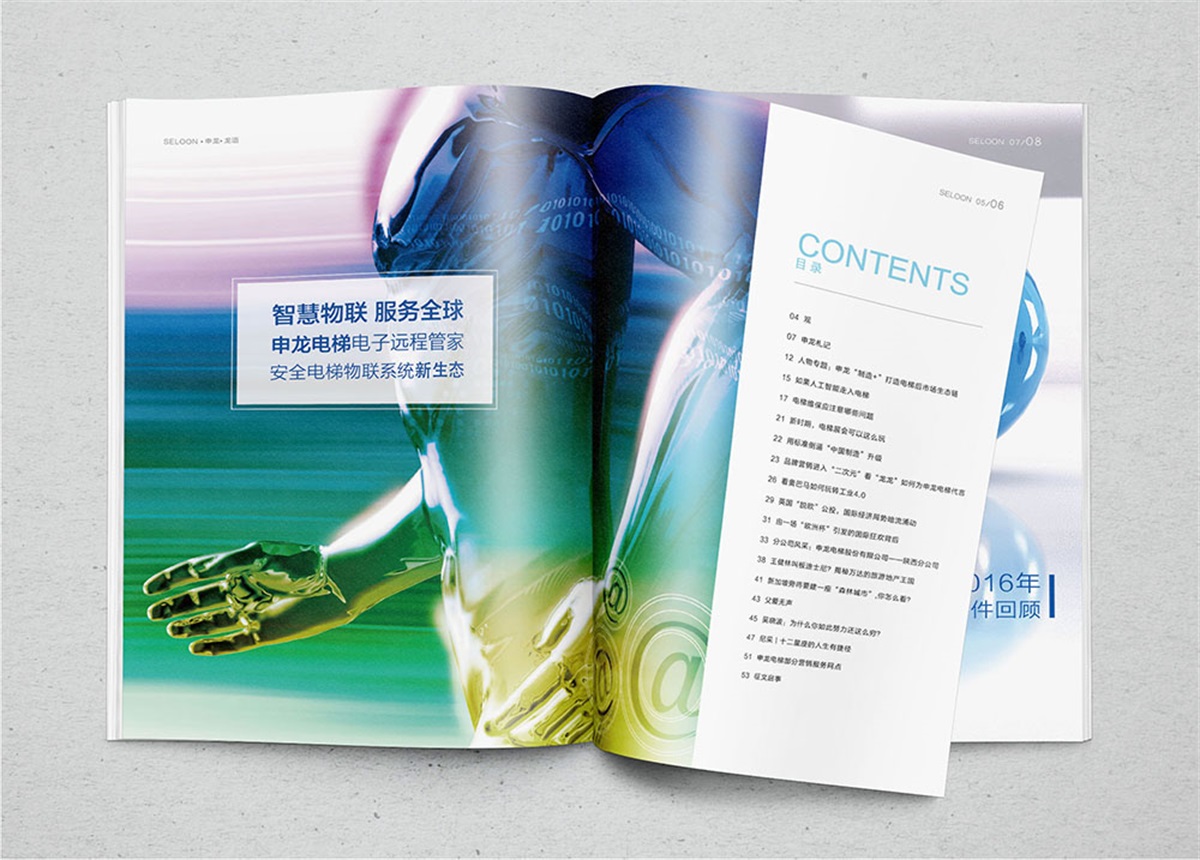 SELOON • 申龙 • 龙语
智慧物联 服务全球
申龙电梯电子远程管家
安全电梯物联系统新生态
1010101
SELOON 05/06
CONTENTS
目录
04 观
07 申龙札记
12 人物专题：申龙“制造+”打造电梯后市场生态链
15 如果人工智能走入电梯
17 电梯维保应注意哪些问题
21 新时期，电梯展会可以这么玩
22 用标准倒逼“中国制造”升级
23 品牌营销进入“二次元”看“龙龙”如何为申龙电梯代言
26 看奥巴马如何玩转工业4.0
29 英国“脱欧”公投，国际经济局势暗流涌动
31 由一场“欧洲杯”引发的国际狂欢背后
33 分公司风采：申龙电梯股份有限公司——陕西分公司
38 王健林叫板迪士尼？揭秘万达的旅游地产王国
41 新加坡旁将要建一座“森林城市”,你怎么看？
43 父爱无声
45 吴晓波：为什么你如此努力还这么穷？
47 尼采|十二星座的人生有捷径
51 申龙电梯部分营销服务网点
53 征文启事
@
@
@
SELOON 07/08
016年
件回顾